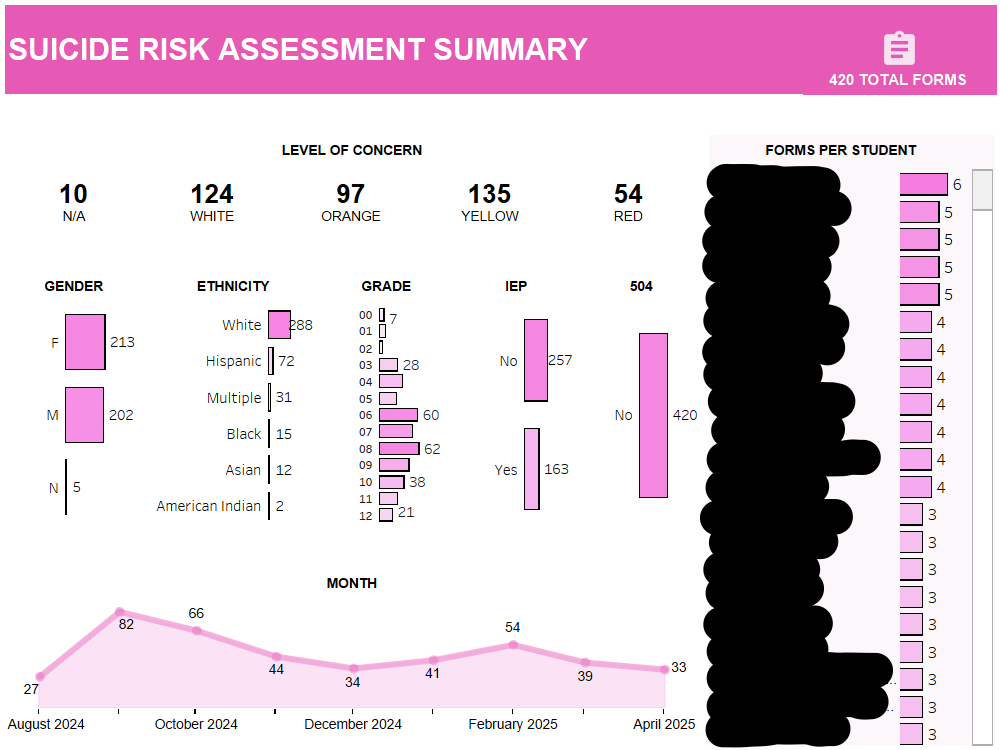 SUICIDE RISK ASSESSMENT SUMMARY
420 TOTAL FORMS
LEVEL OF CONCERN
10
N/A
124
WHITE
97
ORANGE
135
YELLOW
54
RED
GENDER
F 213
M 202
N 5
ETHNICITY
White 288
Hispanic 72
Multiple 31
Black 15
Asian 12
American Indian 2
GRADE
00 7
01
02
03 28
04
05
06 60
07
08 62
09
10 38
11
12 21
IEP
No 257
Yes 163
504
No 420
MONTH
27
82
66
44
34
41
54
39
33
August 2024
October 2024
December 2024
February 2025
April 2025
FORMS PER STUDENT
6
5
5
5
5
4
4
4
4
4
4
4
3
3
3
3
3
3
... 3
... 3
3